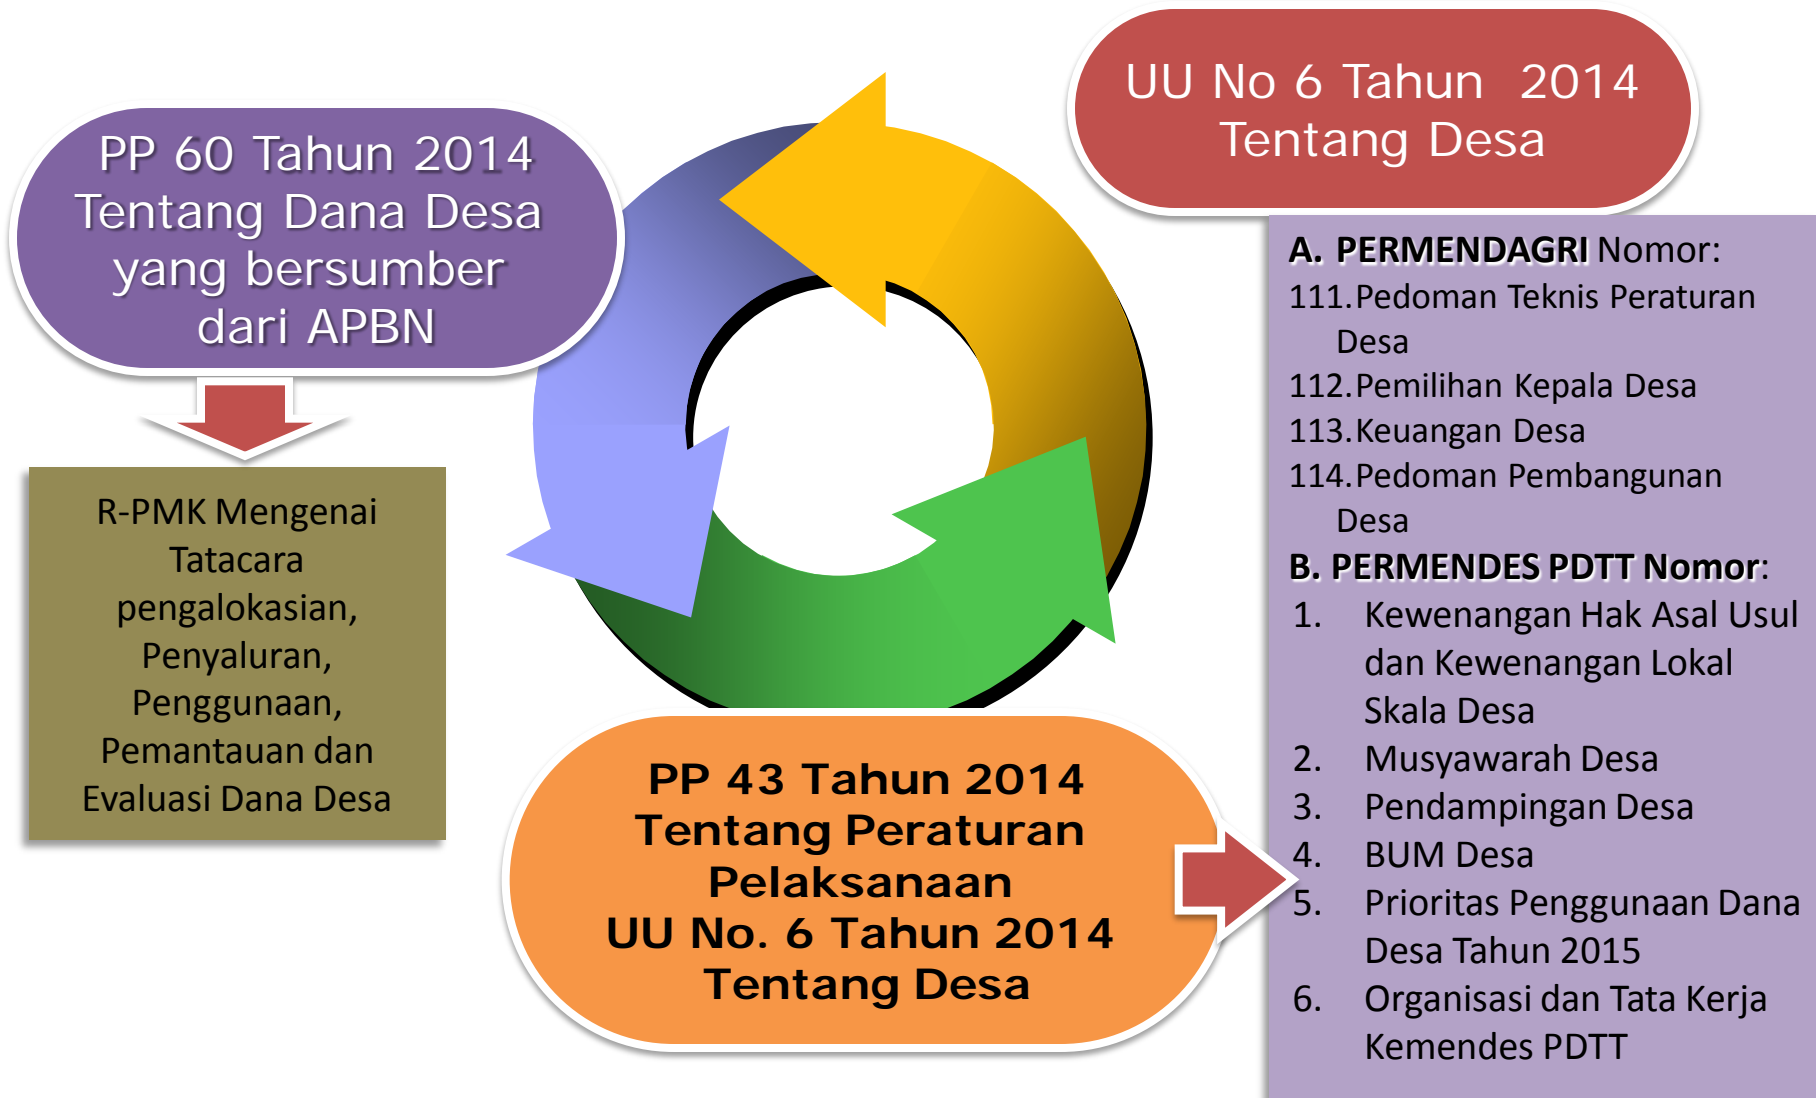 PP 60 Tahun 2014
Tentang Dana Desa
yang bersumber
dari APBN
R-PMK Mengenai
Tatacara
pengalokasian,
Penyaluran,
Penggunaan,
Pemantauan dan
Evaluasi Dana Desa
UU No 6 Tahun 2014
Tentang Desa
PP 43 Tahun 2014
Tentang Peraturan
Pelaksanaan
UU No. 6 Tahun 2014
Tentang Desa
A. PERMENDAGRI Nomor:
111.Pedoman Teknis Peraturan
Desa
112.Pemilihan Kepala Desa
113.Keuangan Desa
114.Pedoman Pembangunan
Desa
B. PERMENDES PDTT Nomor:
1. Kewenangan Hak Asal Usul
dan Kewenangan Lokal
Skala Desa
2. Musyawarah Desa
3. Pendampingan Desa
4. BUM Desa
5. Prioritas Penggunaan Dana
Desa Tahun 2015
6. Organisasi dan Tata Kerja
Kemendes PDTT